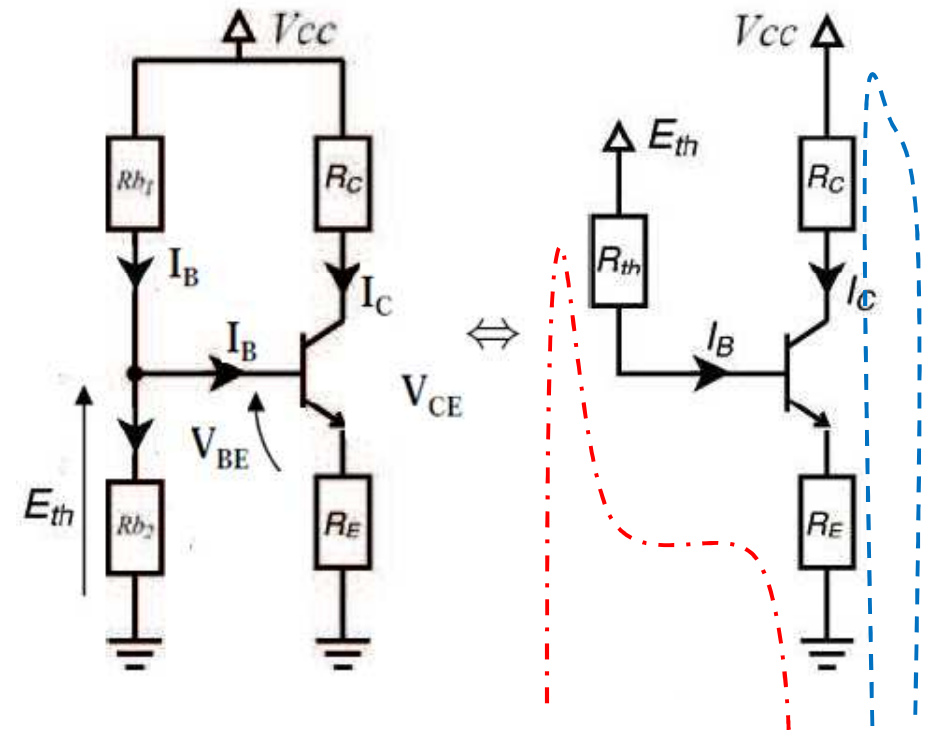 Vcc
Rb1
RC
IB
IC
IB
VBE
VCE
Eth
Rb2
RE
⇔
Vcc
Eth
RC
Rth
IC
IB
RE